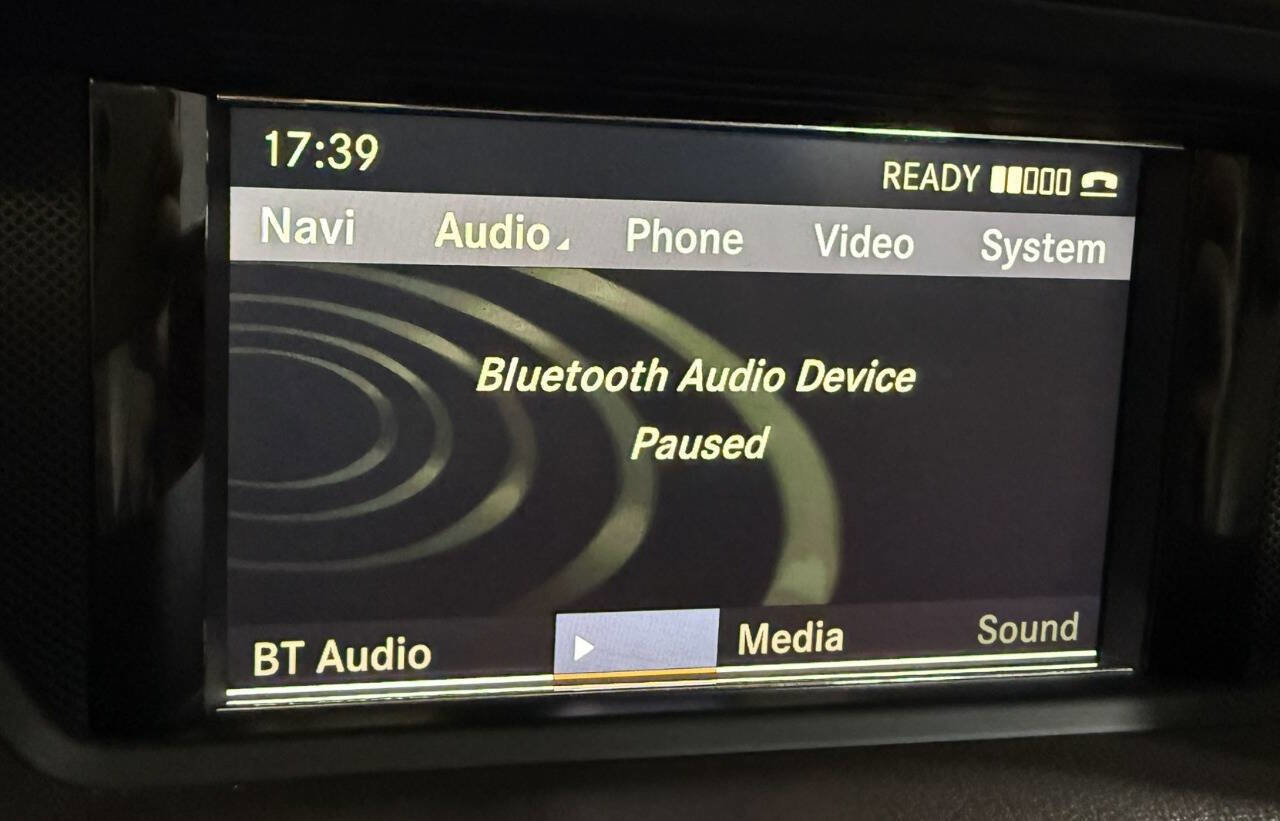 17:39 READY
Navi Audio Phone Video System
Bluetooth Audio Device
Paused
BT Audio Media Sound